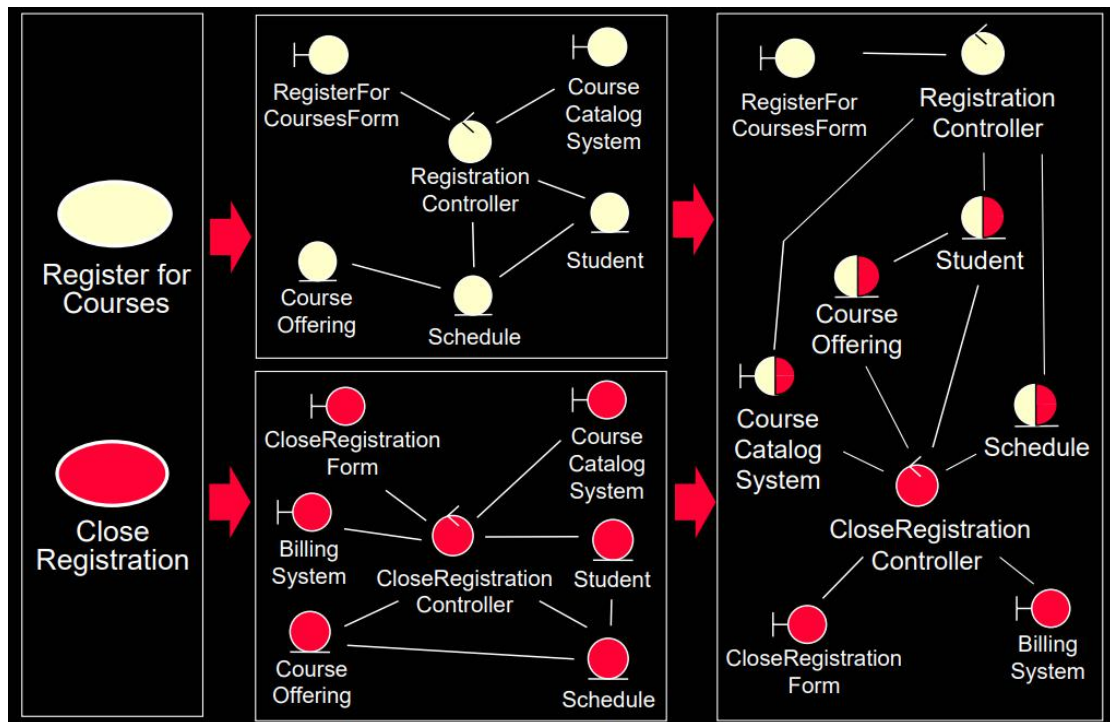 Register for
Courses
Close
Registration
RegisterFor
CoursesForm
Course
Catalog
System
Registration
Controller
Student
Course
Offering
Schedule
CloseRegistration
Form
Course
Catalog
System
Billing
System
CloseRegistration
Controller
Student
Course
Offering
Schedule
RegisterFor
CoursesForm
Registration
Controller
Student
Course
Offering
Course
Catalog
System
Schedule
CloseRegistration
Controller
CloseRegistration
Form
Billing
System